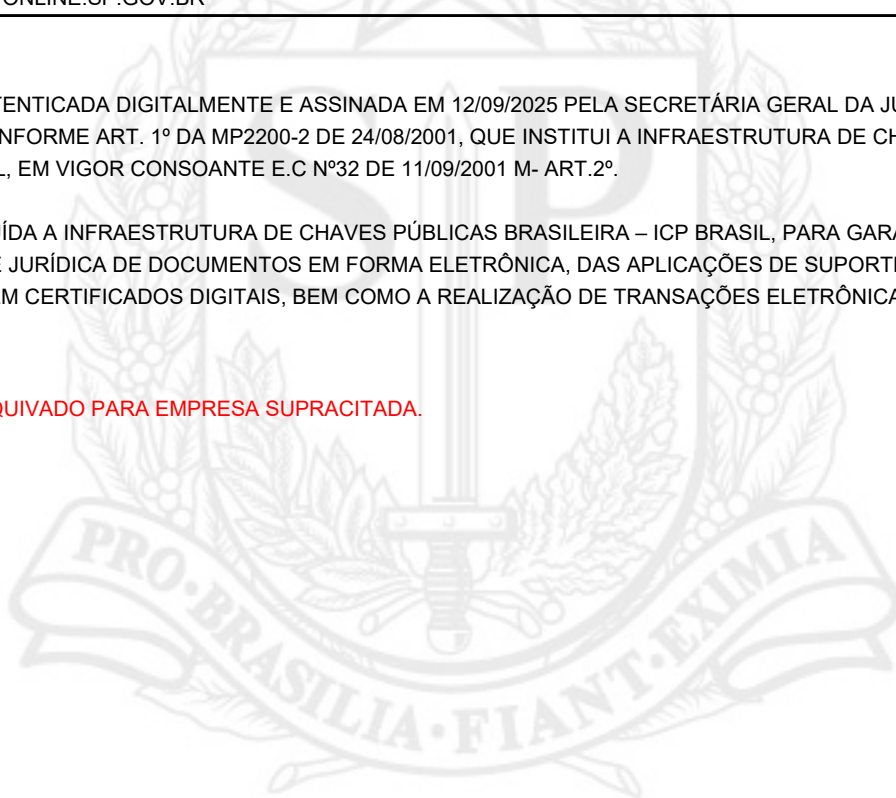 ONLINE.SP.GOV.BR
TENTICADA DIGITALMENTE E ASSINADA EM 12/09/2025 PELA SECRETÁRIA GERAL DA JU
NFORME ART. 1º DA MP2200-2 DE 24/08/2001, QUE INSTITUI A INFRAESTRUTURA DE CH
L, EM VIGOR CONSOANTE E.C Nº32 DE 11/09/2001 M- ART.2º.
ÍDA A INFRAESTRUTURA DE CHAVES PÚBLICAS BRASILEIRA – ICP BRASIL, PARA GARA
E JURÍDICA DE DOCUMENTOS EM FORMA ELETRÔNICA, DAS APLICAÇÕES DE SUPORTE
EM CERTIFICADOS DIGITAIS, BEM COMO A REALIZAÇÃO DE TRANSAÇÕES ELETRÔNICA
QUIVADO PARA EMPRESA SUPRACITADA.
SP
PRO·BRASILIA·FIANT·EXIMIA